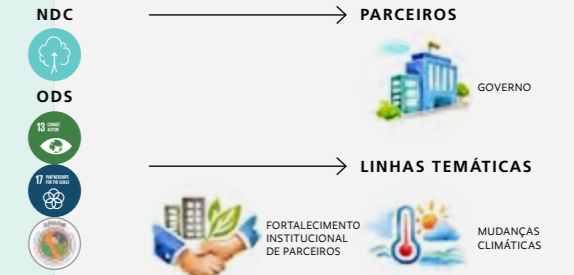 NDC
PARCEIROS
GOVERNO
ODS
13 CLIMATE
ACTION
17 PARTNERSHIPS
FOR THE GOALS
LINHAS TEMÁTICAS
FORTALECIMENTO
INSTITUCIONAL
DE PARCEIROS
MUDANÇAS
CLIMÁTICAS